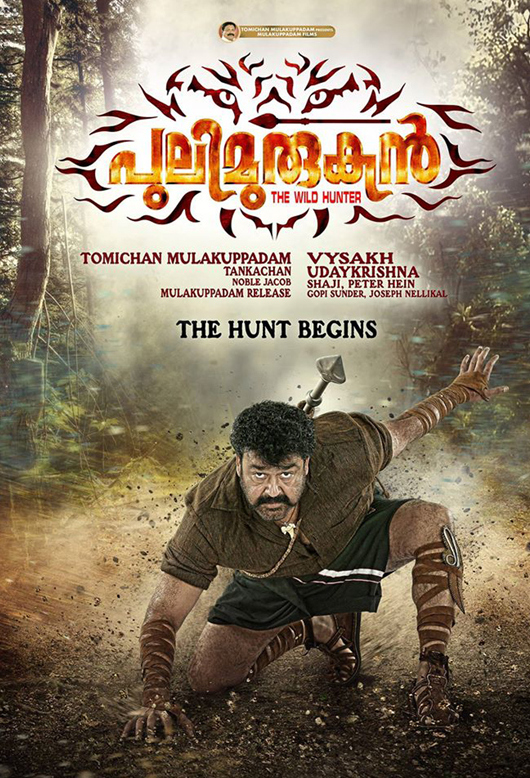 TOMICHAN MULAKUPPADAM PRESENTS
MULAKUPPADAM FILMS
പുലിമുരുകൻ
THE WILD HUNTER
TOMICHAN MULAKUPPADAM
TANKACHAN
NOBLE JACOB
MULAKUPPADAM RELEASE
VYSAKH
UDAYKRISHNA
SHAJI, PETER HEIN
GOPI SUNDER, JOSEPH NELLIKAL
THE HUNT BEGINS